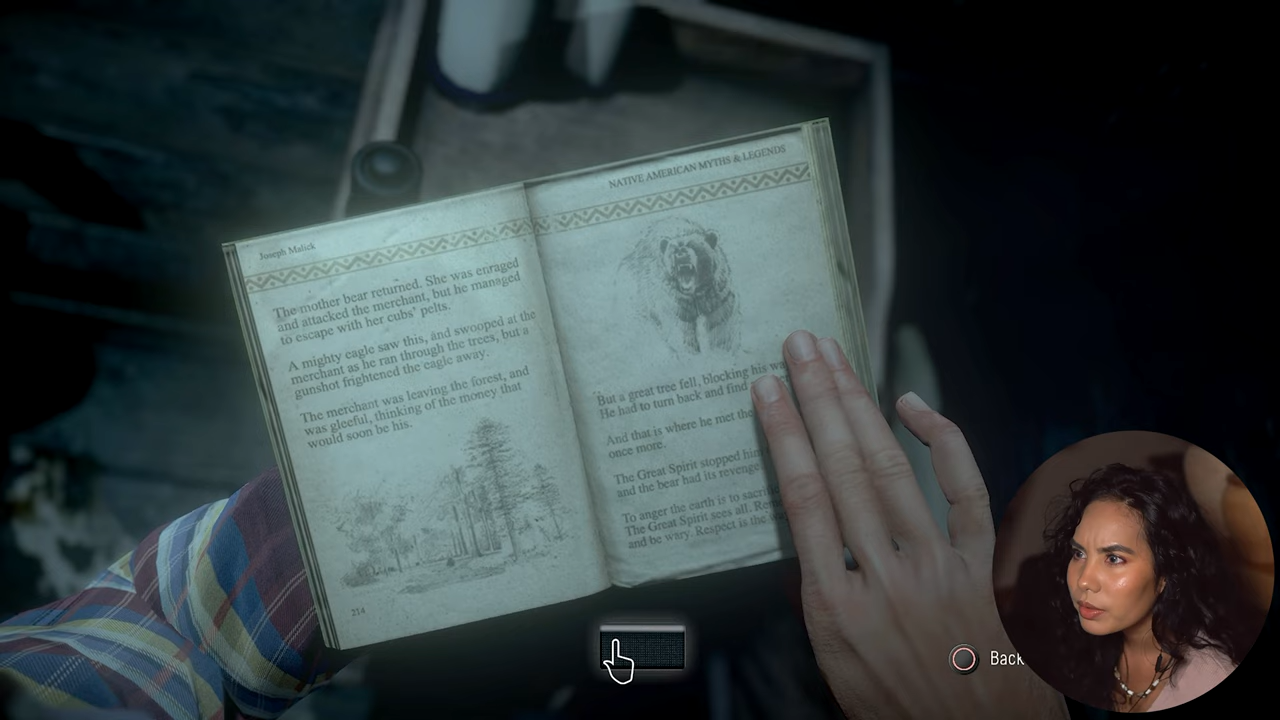 Joseph Malick
The mother bear returned. She was enraged
and attacked the merchant, but he managed
to escape with her cubs' pelts.
A mighty eagle saw this, and swooped at the
merchant as he ran through the trees, but a
gunshot frightened the eagle away.
The merchant was leaving the forest, and
was gleeful, thinking of the money that
would soon be his.
214
NATIVE AMERICAN MYTHS & LEGENDS
But a great tree fell, blocking his
He had to turn back and find
And that is where he met the
once more.
The Great Spirit stopped
and the bear had its revenge
To anger the earth is to
The Great Spirit sees all.
and be wary. Respect is the
Back